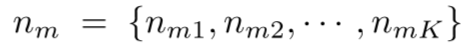 n_m = {n_{m1}, n_{m2}, ⋯ , n_{mK}}